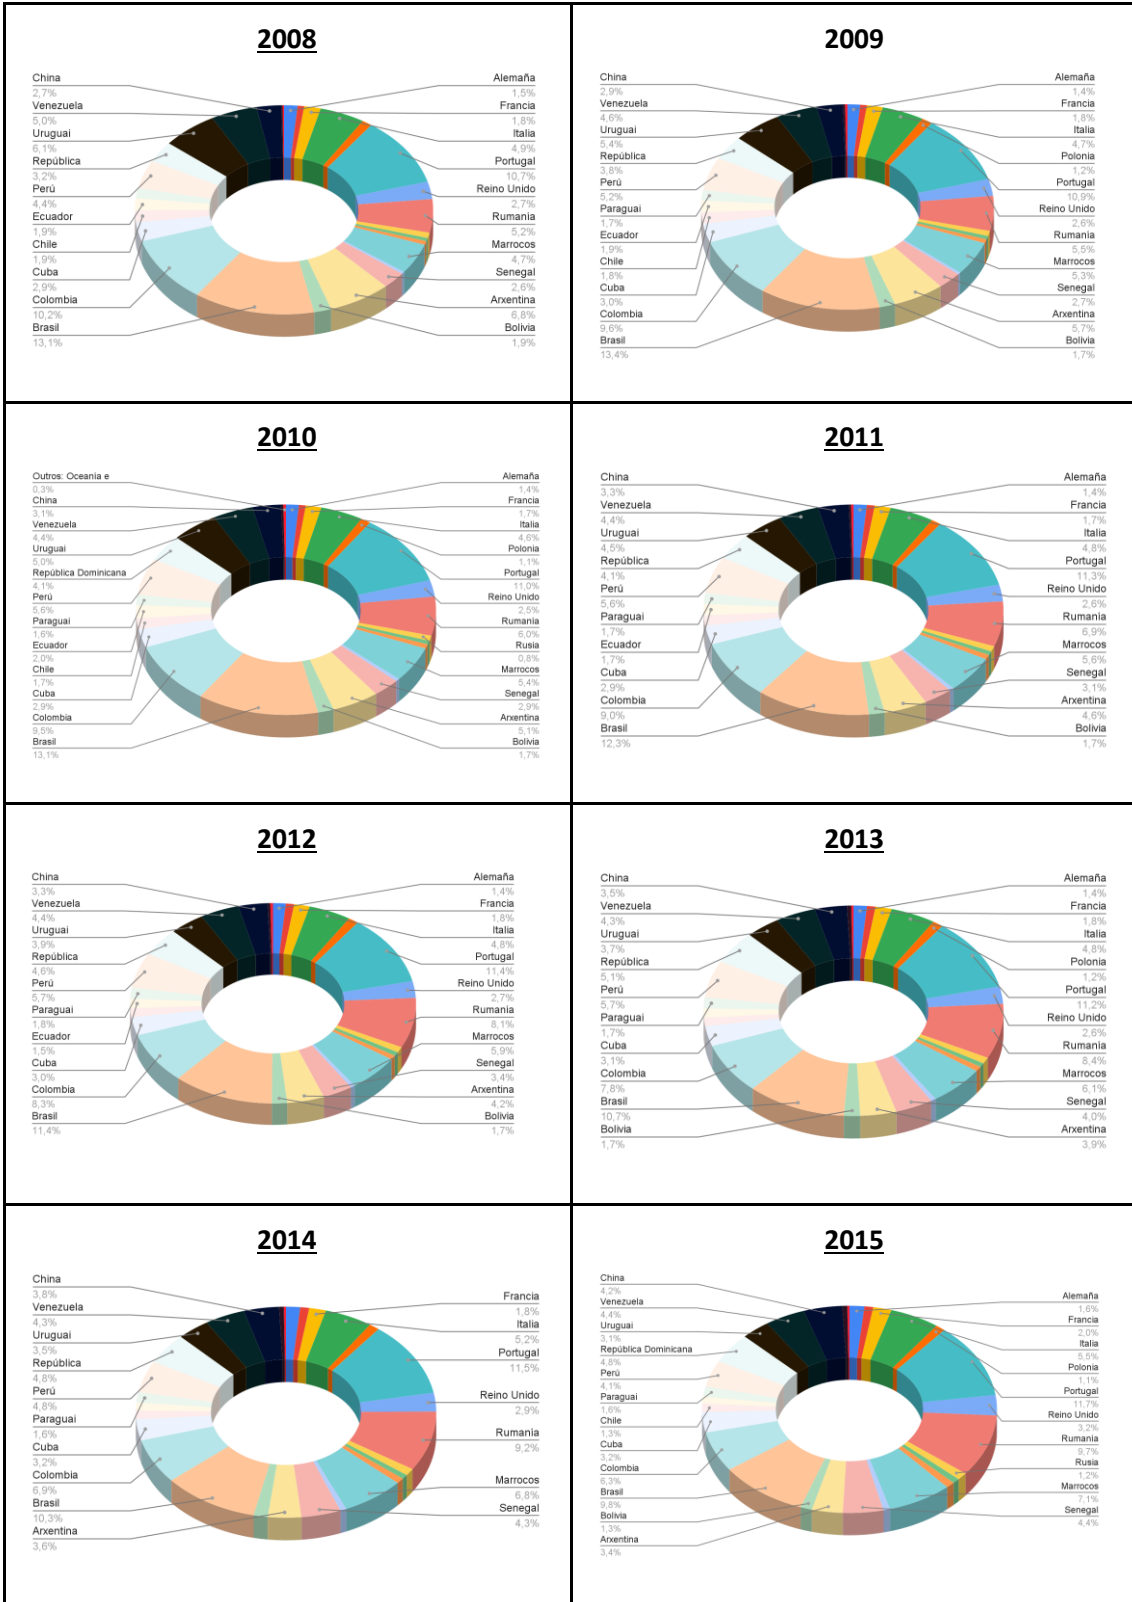 2008
China
2,7%
Venezuela
5,0%
Uruguai
6,1%
República
3,2%
Perú
4,4%
Ecuador
1,9%
Chile
1,9%
Cuba
2,9%
Colombia
10,2%
Brasil
13,1%
Alemaña
1,5%
Francia
1,8%
Italia
4,9%
Portugal
10,7%
Reino Unido
2,7%
Rumania
5,2%
Marrocos
4,7%
Senegal
2,6%
Arxentina
6,8%
Bolivia
1,9%
2009
China
2,9%
Venezuela
4,6%
Uruguai
5,4%
República
3,8%
Perú
5,2%
Paraguai
1,7%
Ecuador
1,9%
Chile
1,8%
Cuba
3,0%
Colombia
9,6%
Brasil
13,4%
Alemaña
1,4%
Francia
1,8%
Italia
4,7%
Polonia
1,2%
Portugal
10,9%
Reino Unido
2,6%
Rumania
5,5%
Marrocos
5,3%
Senegal
2,7%
Arxentina
5,7%
Bolivia
1,7%
2010
Outros: Oceanía e
0,3%
China
3,1%
Venezuela
4,4%
Uruguai
5,0%
República Dominicana
4,1%
Perú
5,6%
Paraguai
1,6%
Ecuador
2,0%
Chile
1,7%
Cuba
2,9%
Colombia
9,5%
Brasil
13,1%
Alemaña
1,4%
Francia
1,7%
Italia
4,6%
Polonia
1,1%
Portugal
11,0%
Reino Unido
2,5%
Rumania
6,0%
Rusia
0,8%
Marrocos
5,4%
Senegal
2,9%
Arxentina
5,1%
Bolivia
1,7%
2011
China
3,3%
Venezuela
4,4%
Uruguai
4,5%
República
4,1%
Perú
5,6%
Paraguai
1,7%
Ecuador
1,7%
Cuba
2,9%
Colombia
9,0%
Brasil
12,3%
Alemaña
1,4%
Francia
1,7%
Italia
4,8%
Portugal
11,3%
Reino Unido
2,6%
Rumania
6,9%
Marrocos
5,6%
Senegal
3,1%
Arxentina
4,6%
Bolivia
1,7%
2012
China
3,3%
Venezuela
4,4%
Uruguai
3,9%
República
4,6%
Perú
5,7%
Paraguai
1,8%
Ecuador
1,5%
Cuba
3,0%
Colombia
8,3%
Brasil
11,4%
Alemaña
1,4%
Francia
1,8%
Italia
4,8%
Portugal
11,4%
Reino Unido
2,7%
Rumania
8,1%
Marrocos
5,9%
Senegal
3,4%
Arxentina
4,2%
Bolivia
1,7%
2013
China
3,5%
Venezuela
4,3%
Uruguai
3,7%
República
5,1%
Perú
5,7%
Paraguai
1,7%
Cuba
3,1%
Colombia
7,8%
Brasil
10,7%
Bolivia
1,7%
Alemaña
1,4%
Francia
1,8%
Italia
4,8%
Polonia
1,2%
Portugal
11,2%
Reino Unido
2,6%
Rumania
8,4%
Marrocos
6,1%
Senegal
4,0%
Arxentina
3,9%
2014
China
3,8%
Venezuela
4,3%
Uruguai
3,5%
República
4,8%
Perú
4,8%
Paraguai
1,6%
Cuba
3,2%
Colombia
6,9%
Brasil
10,3%
Arxentina
3,6%
Francia
1,8%
Italia
5,2%
Portugal
11,5%
Reino Unido
2,9%
Rumania
9,2%
Marrocos
6,8%
Senegal
4,3%
2015
China
4,2%
Venezuela
4,4%
Uruguai
3,1%
República Dominicana
4,8%
Perú
4,1%
Paraguai
1,6%
Chile
1,3%
Cuba
3,2%
Colombia
6,3%
Brasil
9,8%
Bolivia
1,3%
Arxentina
3,4%
Alemaña
1,6%
Francia
2,0%
Italia
5,5%
Polonia
1,1%
Portugal
11,7%
Reino Unido
3,2%
Rumania
9,7%
Rusia
1,2%
Marrocos
7,1%
Senegal
4,4%